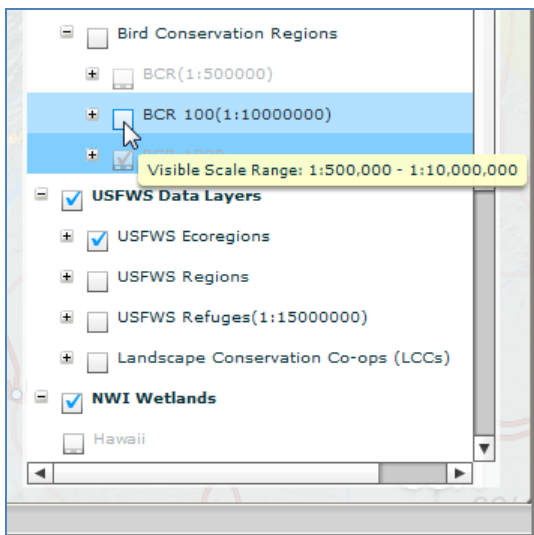 Bird Conservation Regions
BCR(1:500000)
BCR 100(1:10000000)
Visible Scale Range: 1:500,000 - 1:10,000,000
USFWS Data Layers
USFWS Ecoregions
USFWS Regions
USFWS Refuges(1:15000000)
Landscape Conservation Co-ops (LCCs)
NWI Wetlands
Hawaii